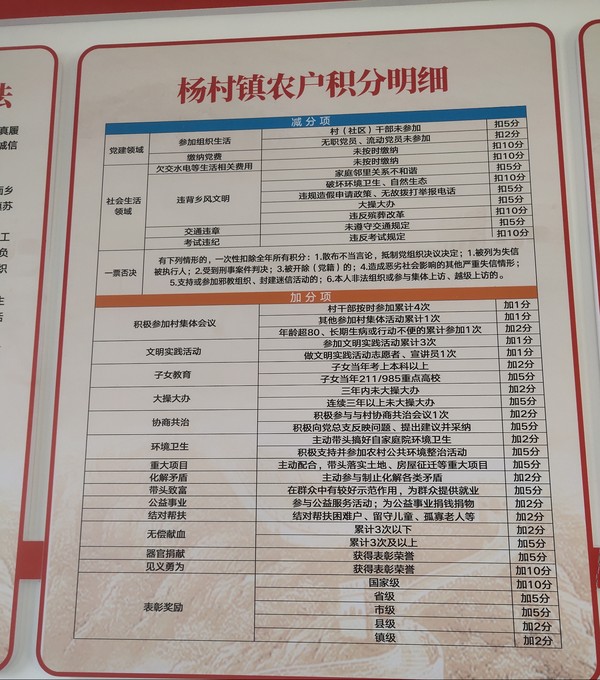 法
真履
诚信
工
负
织
杨村镇农户积分明细
减分项
党建领域 参加组织生活 村（社区）干部未参加 扣5分
无职党员、流动党员未参加 扣2分
缴纳党费 未按时缴纳 扣10分
社会生活领域 欠交水电等生活相关费用 未按时缴纳 扣10分
违背乡风文明 家庭邻里关系不和谐 扣5分
破坏环境卫生、自然生态 扣10分
违规造假申请政策、无故拨打举报电话 扣5分
大操大办 扣5分
违反殡葬改革 扣10分
交通违章 未遵守交通规定 扣5分
考试违纪 违反考试规定 扣10分
一票否决 有下列情形的，一次性扣除全年所有积分：1.散布不当言论，抵制党组织决议决定；1.被列为失信
被执行人；2.受到刑事案件判决；3.被开除（党籍）的；4.造成恶劣社会影响的其他严重失信情形；
5.支持或参加邪教组织、封建迷信活动的；6.本人非法组织或参与集体上访、越级上访的。
加分项
积极参加村集体会议 村干部按时参加累计4次 加1分
其他参加村集体活动累计1次 加1分
年龄超80、长期生病或行动不便的累计参加1次 加2分
文明实践活动 参加文明实践活动累计3次 加1分
做文明实践活动志愿者、宣讲员1次 加1分
子女教育 子女当年考上本科以上 加2分
子女当年211/985重点高校 加5分
大操大办 三年内未大操大办 加2分
连续三年以上未大操大办 加5分
协商共治 积极参与与村协商共治会议1次 加2分
积极向党总支反映问题、提出建议并采纳 加5分
环境卫生 主动带头搞好自家庭院环境卫生 加2分
积极支持并参加农村公共环境整治活动 加5分
重大项目 主动配合，带头落实土地、房屋征迁等重大项目 加5分
化解矛盾 主动参与制止化解各类矛盾 加2分
带头致富 在群众中有较好示范作用，为群众提供就业 加5分
公益事业 参与公益服务活动；为公益事业捐钱捐物 加2分
结对帮扶 结对帮扶困难户、留守儿童、孤寡老人等 加2分
无偿献血 累计3次以下 加2分
累计3次及以上 加5分
器官捐献 获得表彰荣誉 加5分
见义勇为 获得表彰荣誉 加10分
表彰奖励 国家级 加10分
省级 加5分
市级 加5分
县级 加2分
镇级 加2分